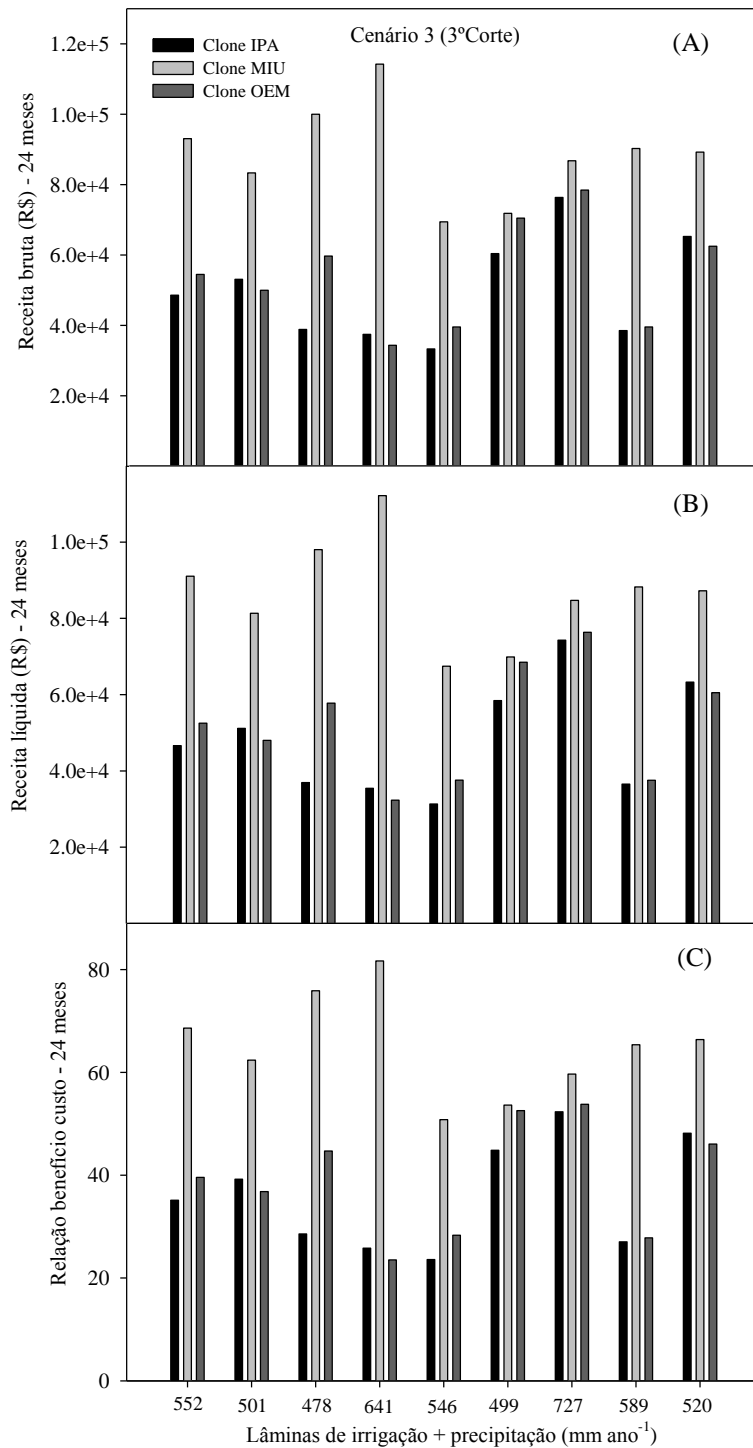 Cenário 3 (3ºCorte)
(A)
Clone IPA
Clone MIU
Clone OEM
Receita bruta (R$) - 24 meses
1.2e+5
1.0e+5
8.0e+4
6.0e+4
4.0e+4
2.0e+4
(B)
Receita líquida (R$) - 24 meses
1.0e+5
8.0e+4
6.0e+4
4.0e+4
2.0e+4
(C)
Relação benefício custo - 24 meses
80
60
40
20
0
552 501 478 641 546 499 727 589 520
Lâminas de irrigação + precipitação (mm ano⁻¹)